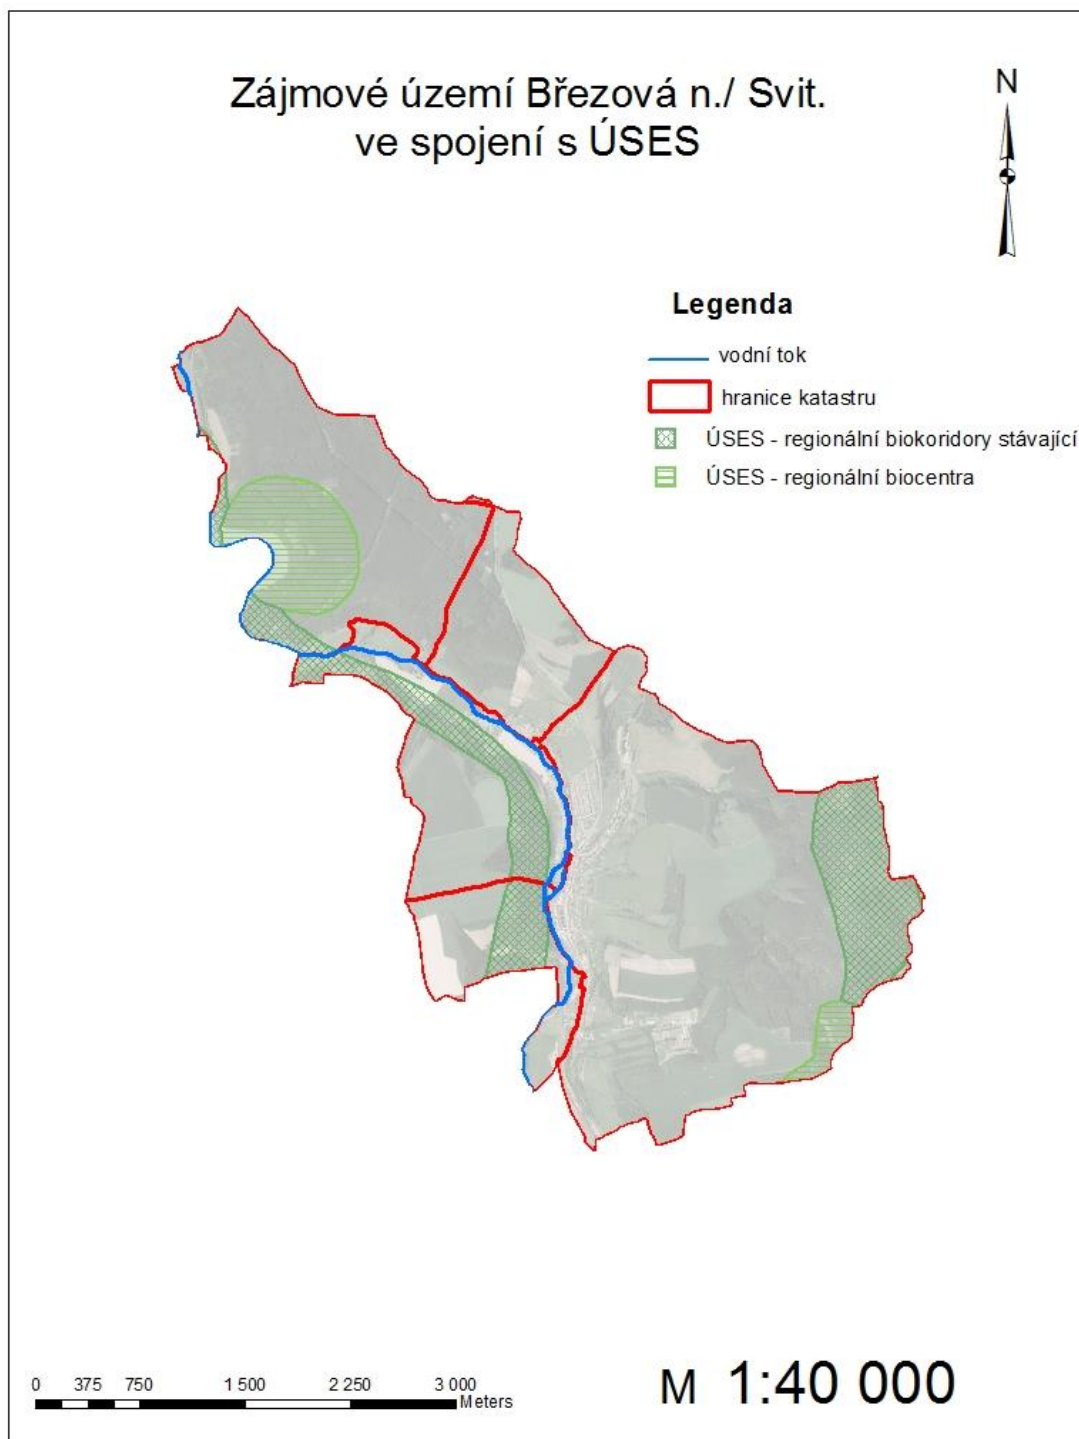 Zájmové území Březová n./ Svit.
ve spojení s ÚSES
N
Legenda
vodní tok
hranice katastru
ÚSES - regionální biokoridory stávající
ÚSES - regionální biocentra
0 375 750 1 500 2 250 3 000
Meters
M 1:40 000